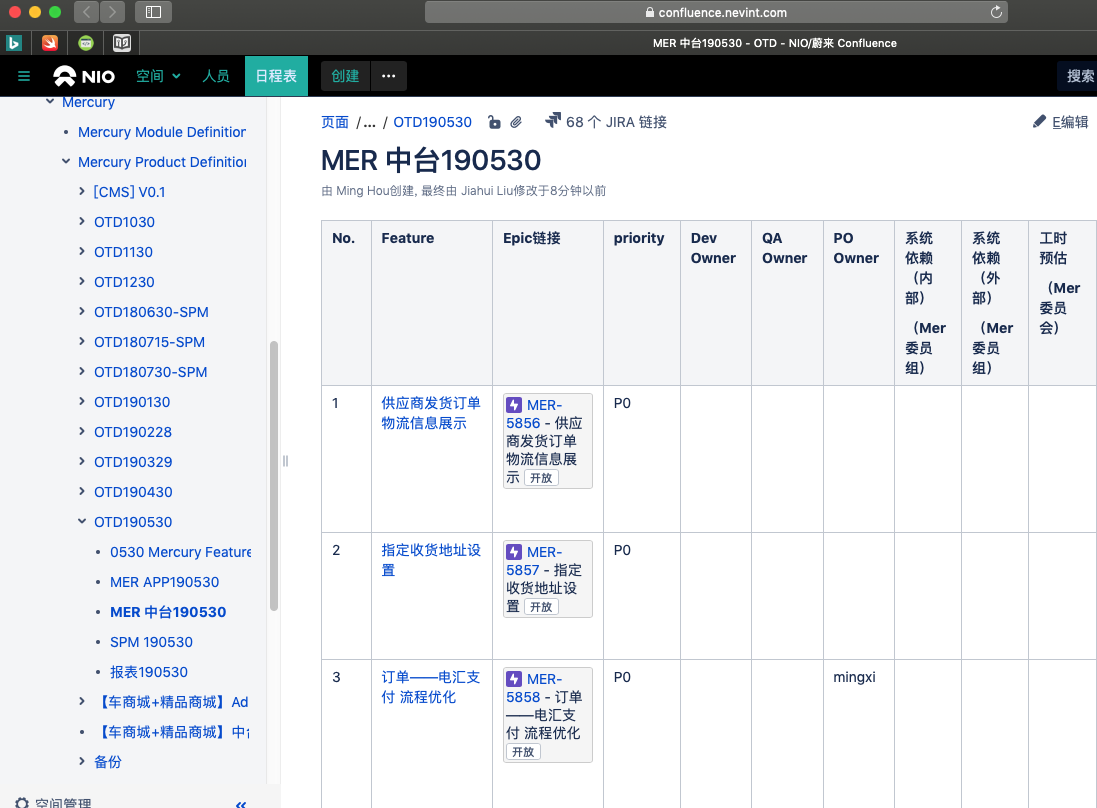 confluence.nevint.com
MER 中台190530 - OTD - NIO/蔚来 Confluence
NIO 空间 人员 日程表 创建 ••• 搜索
Mercury
Mercury Module Definition
Mercury Product Definition
[CMS] V0.1
OTD1030
OTD1130
OTD1230
OTD180630-SPM
OTD180715-SPM
OTD180730-SPM
OTD190130
OTD190228
OTD190329
OTD190430
OTD190530
0530 Mercury Feature
MER APP190530
MER 中台190530
SPM 190530
报表190530
【车商城+精品商城】Ad
【车商城+精品商城】中台
备份
空间管理
页面 /... / OTD190530 68 个 JIRA 链接 E编辑
MER 中台190530
由 Ming Hou创建, 最终由 Jiahui Liu修改于8分钟以前
No.
Feature
Epic链接
priority
Dev
Owner
QA
Owner
PO
Owner
系统
依赖
（内
部）
（Mer
委员
组）
系统
依赖
（外
部）
（Mer
委员
组）
工时
预估
（Mer
委员
会）
1
供应商发货订单
物流信息展示
MER-
5856 - 供应
商发货订单
物流信息展
示 开放
P0
2
指定收货地址设
置
MER-
5857 - 指定
收货地址设
置 开放
P0
3
订单——电汇支
付 流程优化
MER-
5858 - 订单
——电汇支
付 流程优化
开放
P0
mingxi